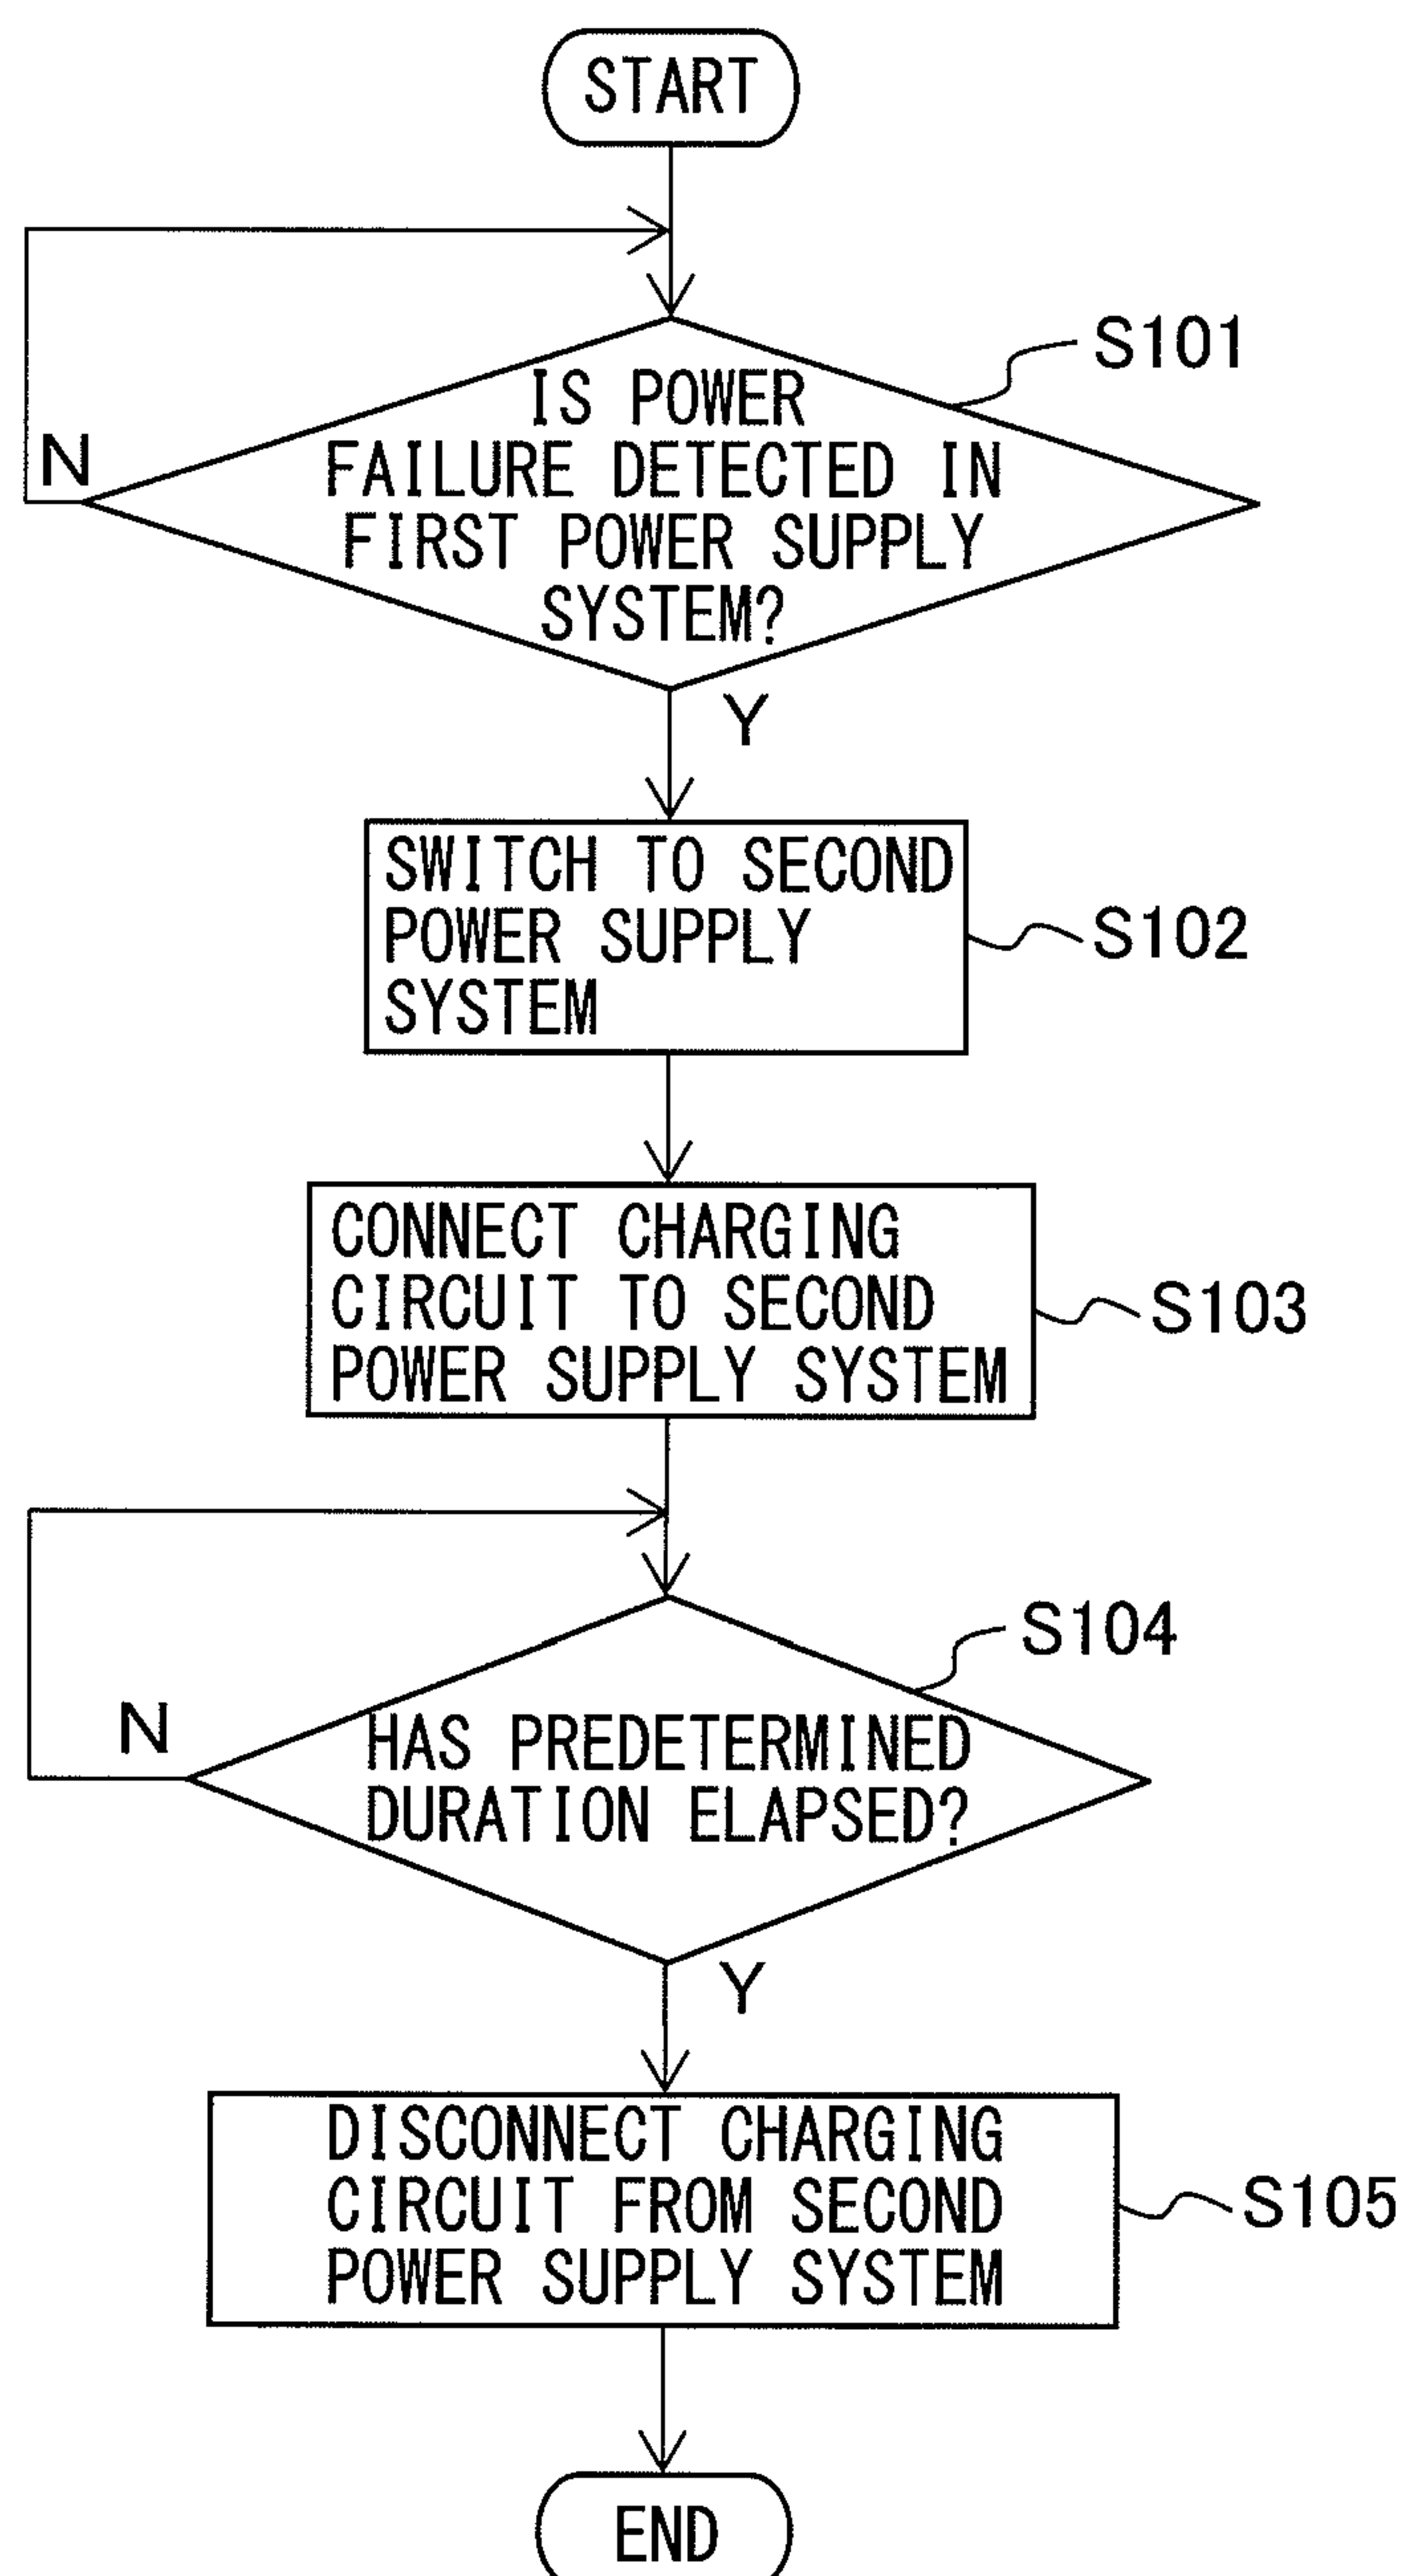 START
IS POWER
FAILURE DETECTED IN
FIRST POWER SUPPLY
SYSTEM?
S101
N
Y
SWITCH TO SECOND
POWER SUPPLY
SYSTEM
S102
CONNECT CHARGING
CIRCUIT TO SECOND
POWER SUPPLY SYSTEM
S103
HAS PREDETERMINED
DURATION ELAPSED?
S104
N
Y
DISCONNECT CHARGING
CIRCUIT FROM SECOND
POWER SUPPLY SYSTEM
S105
END